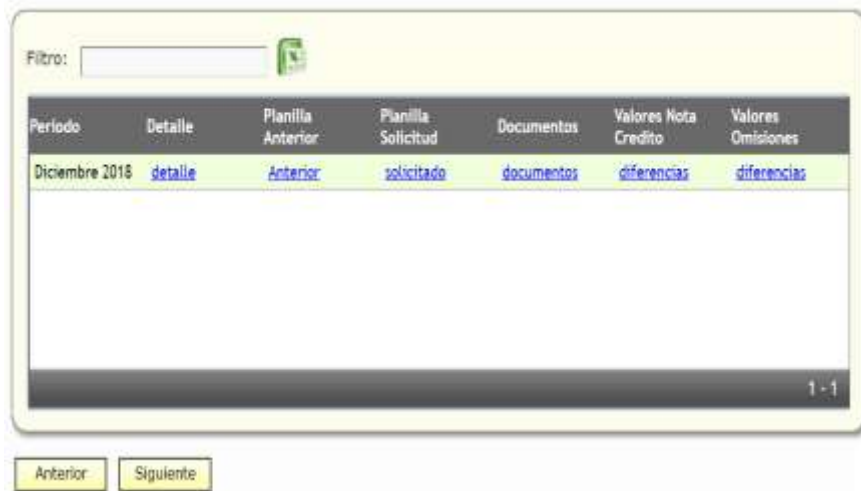 Filtro:
Periodo Detalle Planilla Anterior Planilla Solicitud Documentos Valores Nota Credito Valores Omisiones
Diciembre 2018 detalle Anterior solicitado documentos diferencias diferencias
1 - 1
Anterior Siguiente